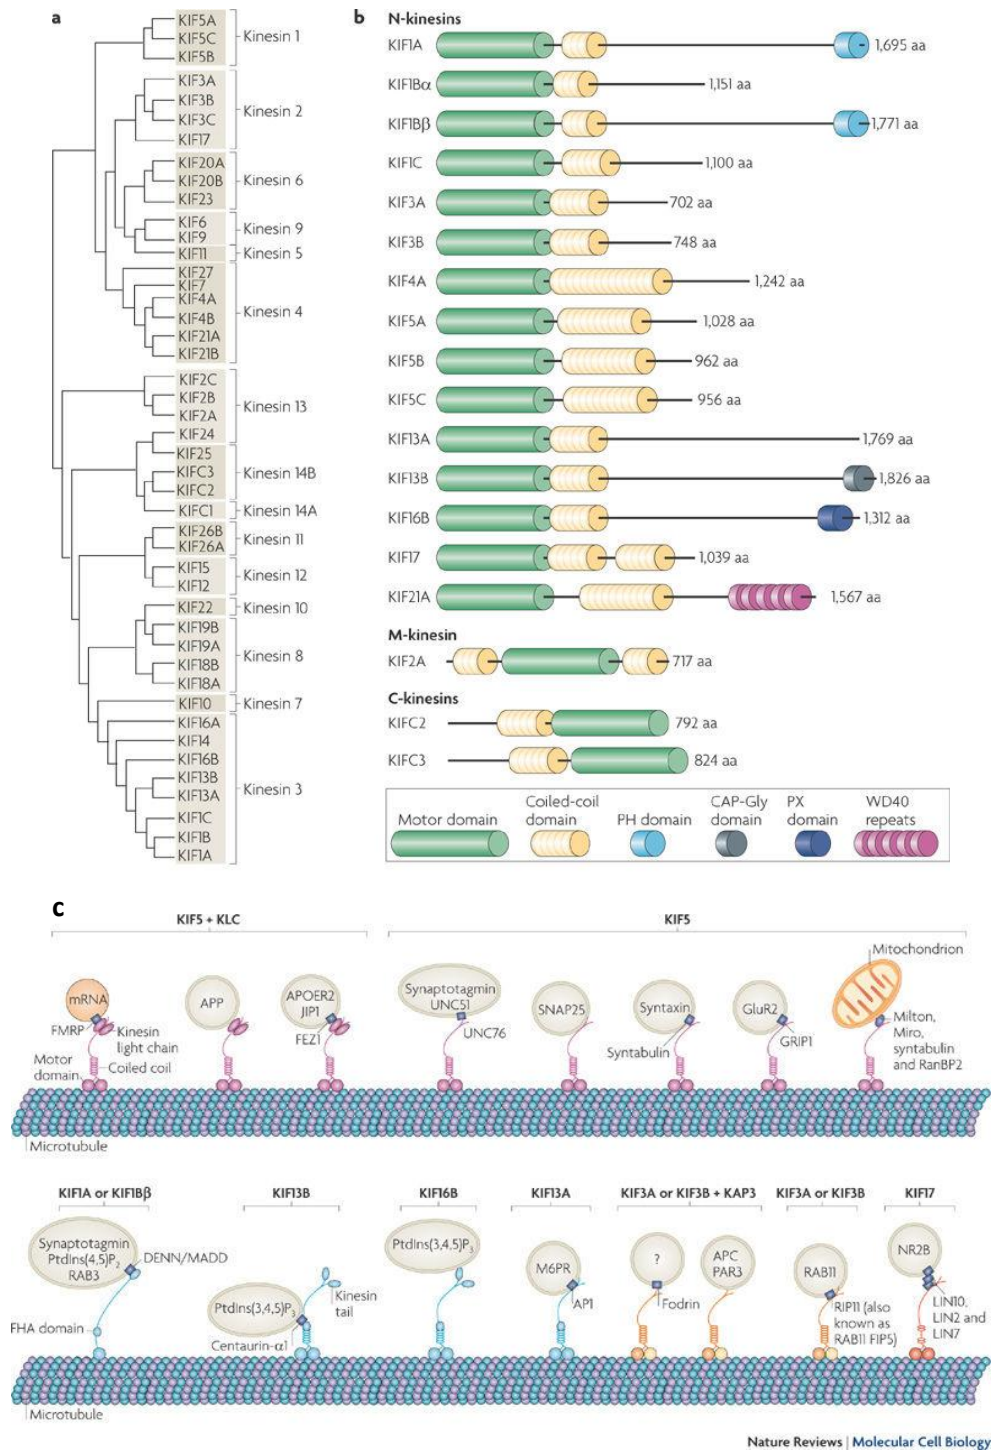 a
KIF5A
KIF5C
KIF5B
Kinesin 1
KIF3A
KIF3B
KIF3C
KIF17
Kinesin 2
KIF20A
KIF20B
KIF23
Kinesin 6
KIF6
KIF9
Kinesin 9
KIF11
Kinesin 5
KIF27
KIF7
KIF4A
KIF4B
KIF21A
KIF21B
Kinesin 4
KIF2C
KIF2B
KIF2A
KIF24
Kinesin 13
KIF25
KIFC3
KIFC2
Kinesin 14B
KIFC1
Kinesin 14A
KIF26B
KIF26A
Kinesin 11
KIF15
KIF12
Kinesin 12
KIF22
Kinesin 10
KIF19B
KIF19A
KIF18B
KIF18A
Kinesin 8
KIF10
Kinesin 7
KIF16A
KIF14
KIF16B
KIF13B
KIF13A
KIF1C
KIF1B
KIF1A
Kinesin 3
b
N-kinesins
KIF1A 1,695 aa
KIF1Bα 1,151 aa
KIF1Bβ 1,771 aa
KIF1C 1,100 aa
KIF3A 702 aa
KIF3B 748 aa
KIF4A 1,242 aa
KIF5A 1,028 aa
KIF5B 962 aa
KIF5C 956 aa
KIF13A 1,769 aa
KIF13B 1,826 aa
KIF16B 1,312 aa
KIF17 1,039 aa
KIF21A 1,567 aa
M-kinesin
KIF2A 717 aa
C-kinesins
KIFC2 792 aa
KIFC3 824 aa
Motor domain
Coiled-coil
domain
PH domain
CAP-Gly
domain
PX
domain
WD40
repeats
c
KIF5 + KLC
KIF5
mRNA
FMRP
Kinesin
light chain
Motor
domain
Coiled coil
APP
APOER2
JIP1
FEZ1
Synaptotagmin
UNC51
UNC76
SNAP25
Syntaxin
Syntabulin
GluR2
GRIP1
Mitochondrion
Milton,
Miro,
syntabulin
and RanBP2
Microtubule
KIF1A or KIF1Bβ
Synaptotagmin
PtdIns(4,5)P₂
RAB3
DENN/MADD
FHA domain
KIF13B
PtdIns(3,4,5)P₃
Centaurin-α1
Kinesin
tail
KIF16B
PtdIns(3,4,5)P₃
KIF13A
M6PR
AP1
KIF3A or KIF3B + KAP3
?
Fodrin
APC
PAR3
KIF3A or KIF3B
RAB11
RIP11 (also
known as
RAB11 FIP5)
KIF17
NR2B
LIN10,
LIN2 and
LIN7
Microtubule
Nature Reviews | Molecular Cell Biology